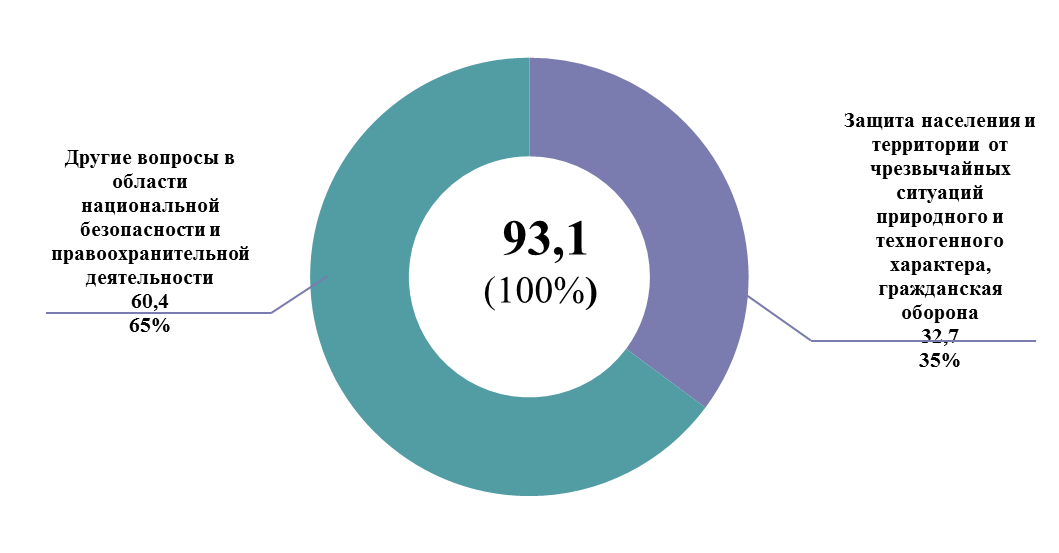 Другие вопросы в
области
национальной
безопасности и
правоохранительной
деятельности
60,4
65%
93,1
(100%)
Защита населения и
территории от
чрезвычайных
ситуаций
природного и
техногенного
характера,
гражданская
оборона
32,7
35%